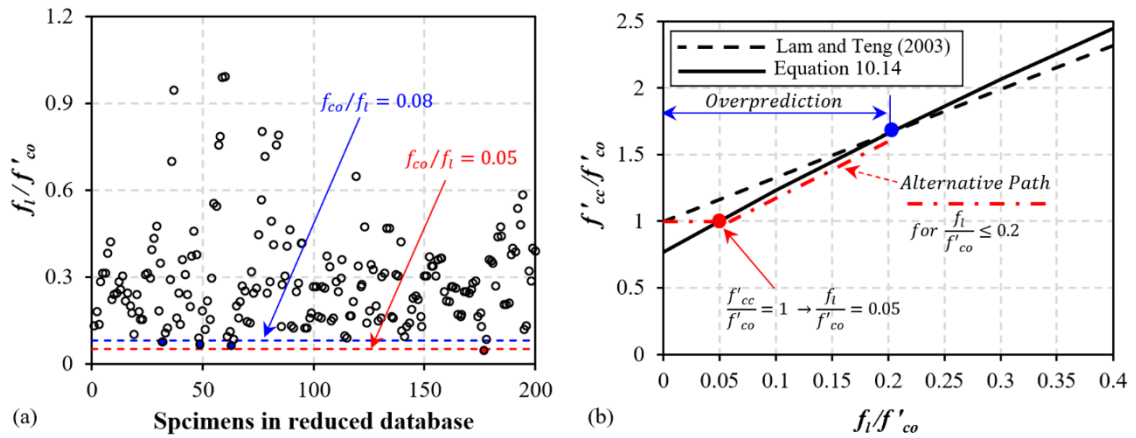 1.2
0.9
0.6
0.3
0
f_l/f'_co
f_co/f_l = 0.08
f_co/f_l = 0.05
0
50
100
150
200
(a)
Spcimens in reduced database
2.5
2
1.5
1
0.5
0
f'_cc/f'_co
Lam and Teng (2003)
Equation 10.14
Overprediction
Alternative Path
for f_l/f'_co ≤ 0.2
f'_cc/f'_co = 1 → f_l/f'_co = 0.05
0
0.05
0.1
0.15
0.2
0.25
0.3
0.35
0.4
(b)
f_l/f'_co